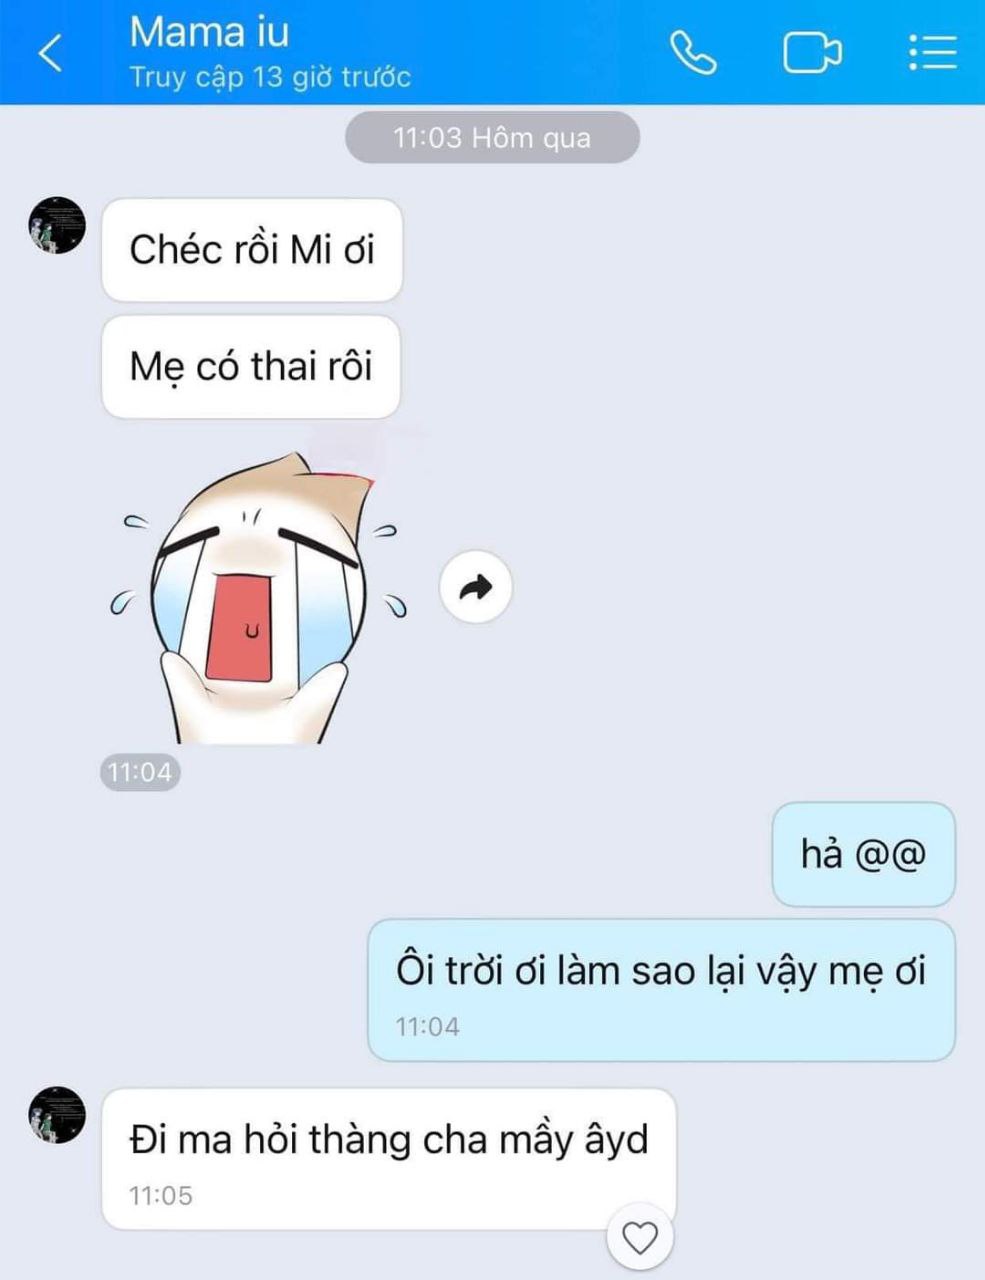 Mama iu
Truy cập 13 giờ trước
11:03 Hôm qua
Chéc rồi Mi ơi
Mẹ có thai rôi
11:04
hả @@
Ôi trời ơi làm sao lại vậy mẹ ơi
11:04
Đi ma hỏi thàng cha mầy âyd
11:05